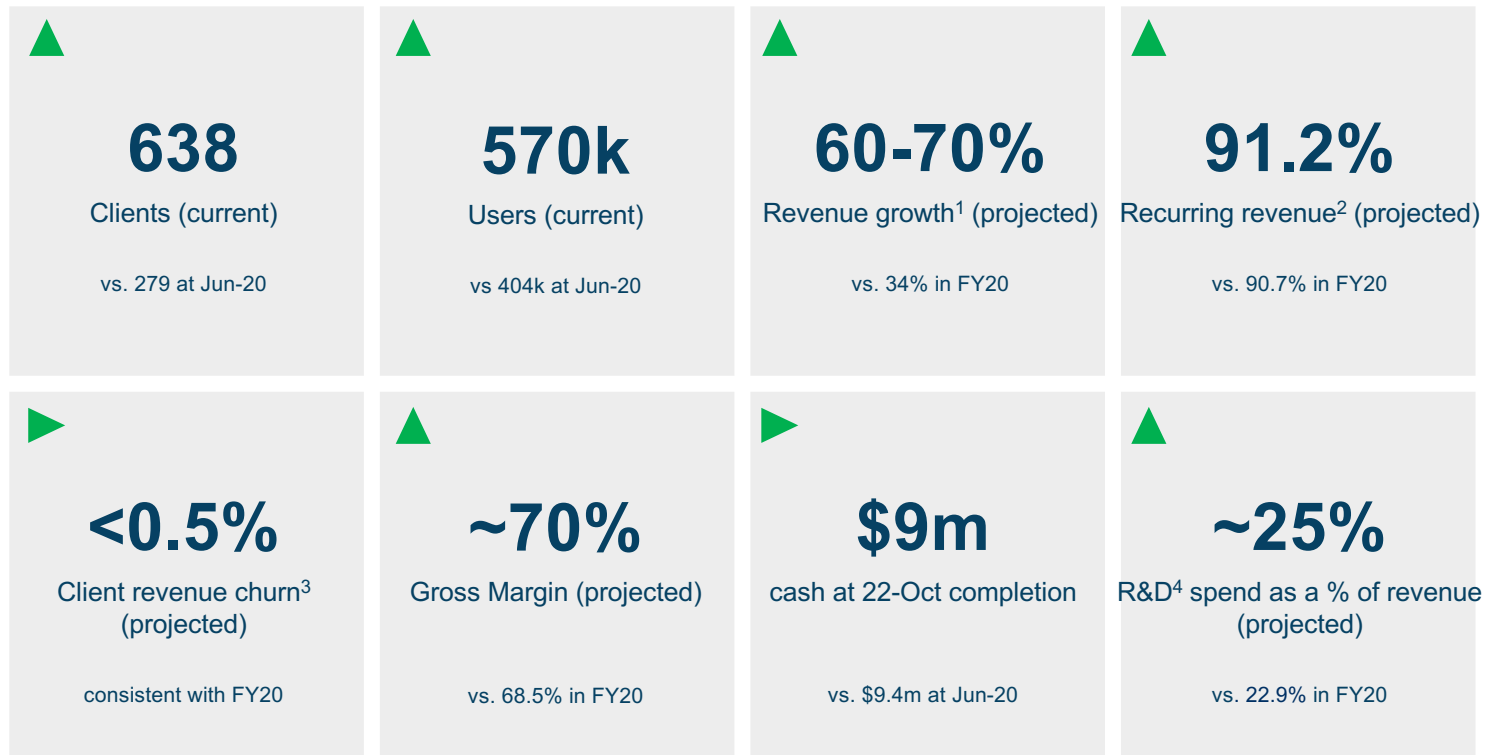 638
Clients (current)
vs. 279 at Jun-20
570k
Users (current)
vs 404k at Jun-20
60-70%
Revenue growth¹ (projected)
vs. 34% in FY20
91.2%
Recurring revenue² (projected)
vs. 90.7% in FY20
<0.5%
Client revenue churn³
(projected)
consistent with FY20
~70%
Gross Margin (projected)
vs. 68.5% in FY20
$9m
cash at 22-Oct completion
vs. $9.4m at Jun-20
~25%
R&D⁴ spend as a % of revenue
(projected)
vs. 22.9% in FY20